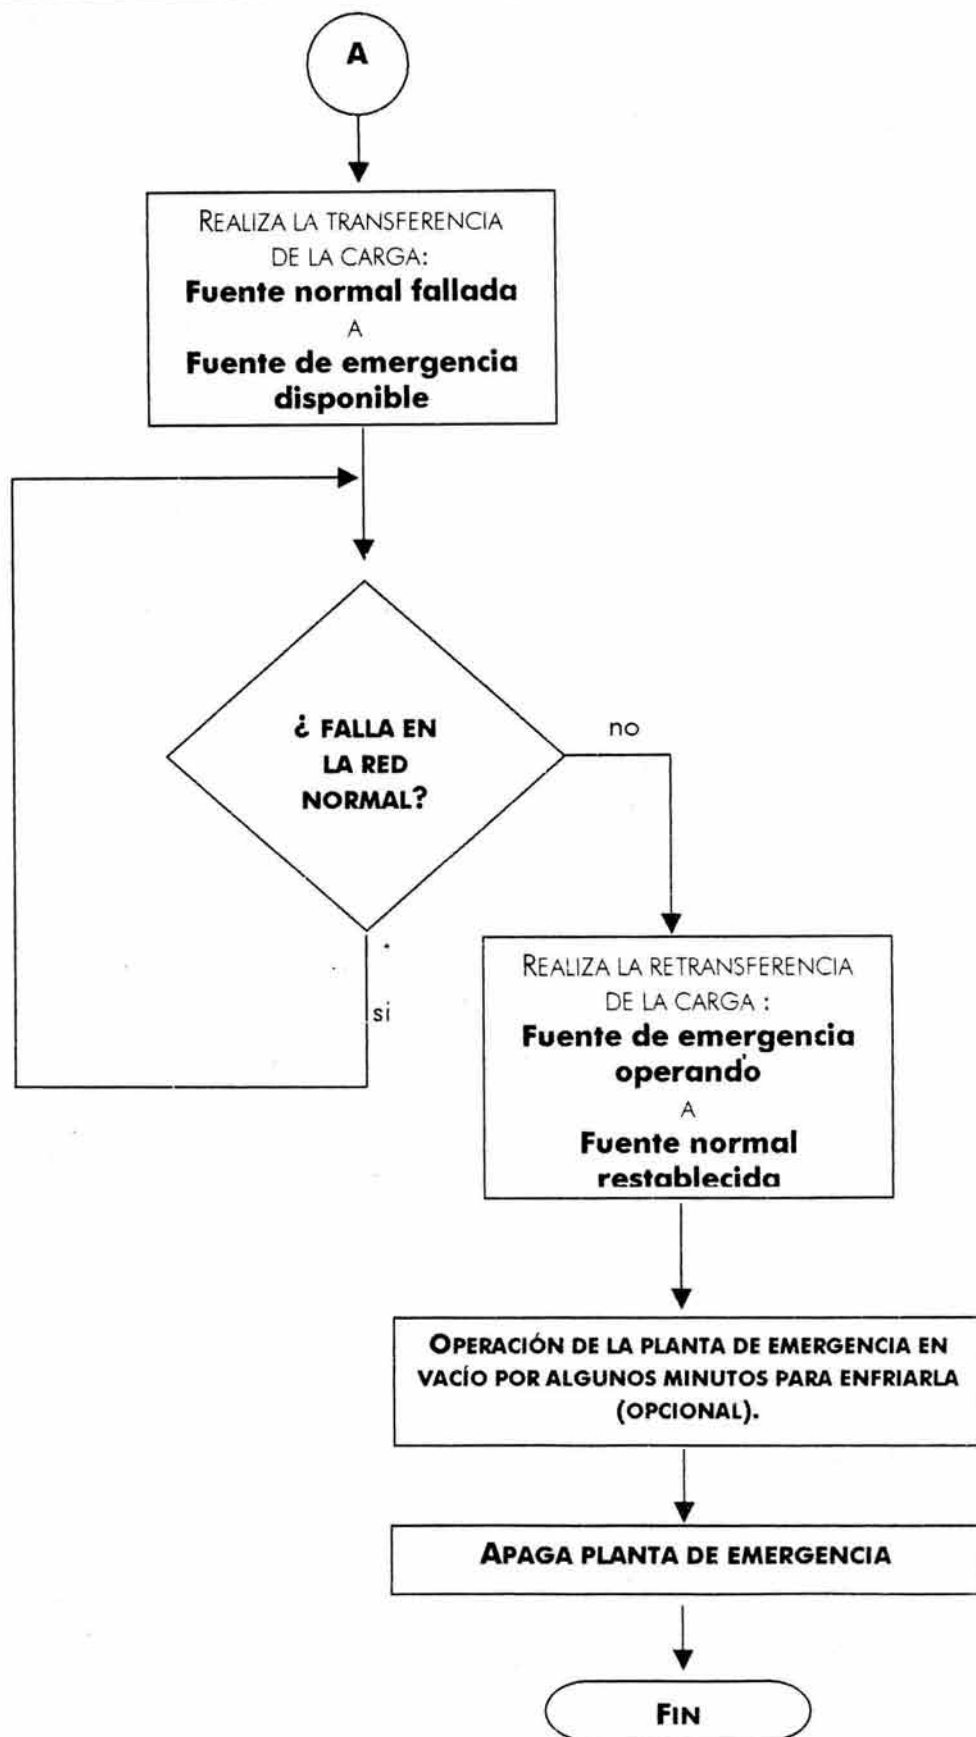 A
REALIZA LA TRANSFERENCIA
DE LA CARGA:
Fuente normal fallada
A
Fuente de emergencia
disponible
¿ FALLA EN
LA RED
NORMAL?
no
si
REALIZA LA RETRANSFERENCIA
DE LA CARGA :
Fuente de emergencia
operando
A
Fuente normal
restablecida
OPERACIÓN DE LA PLANTA DE EMERGENCIA EN
VACÍO POR ALGUNOS MINUTOS PARA ENFRIARLA
(OPCIONAL).
APAGA PLANTA DE EMERGENCIA
FIN